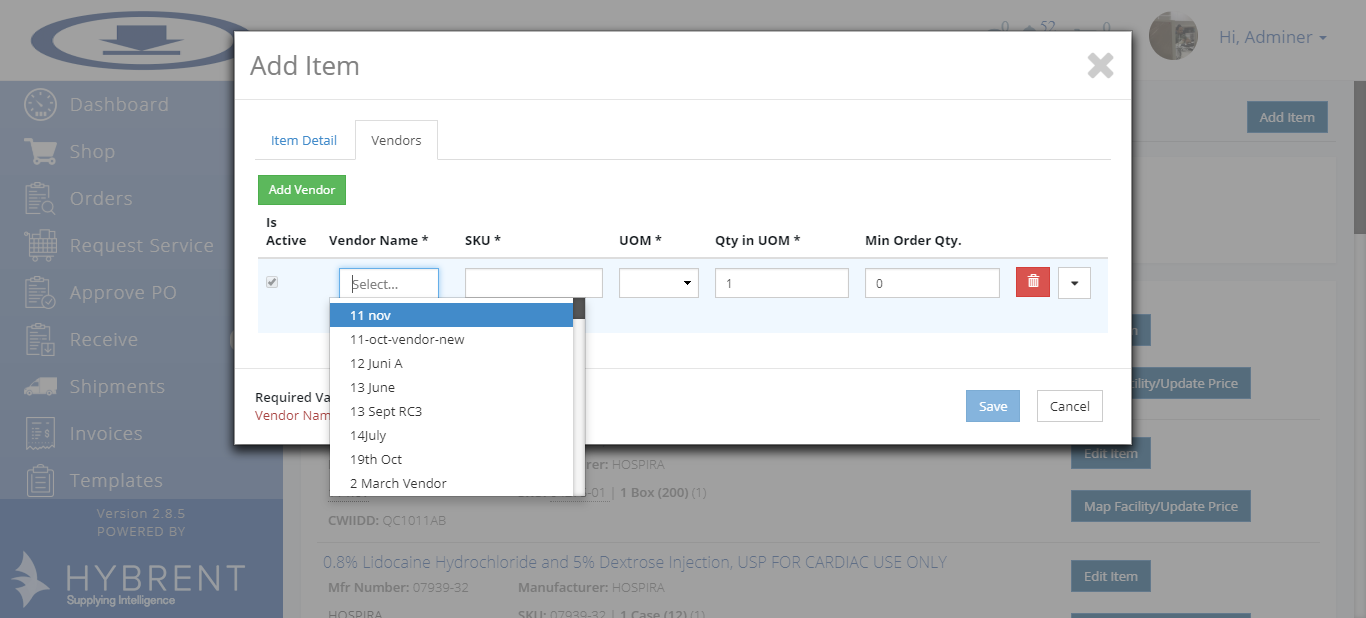 0 52 0
Hi, Adminer
Add Item
Dashboard
Shop
Orders
Request Service
Approve PO
Receive
Shipments
Invoices
Templates
Version 2.8.5
POWERED BY
HYBRENT
Supplying Intelligence
Add Item
Item Detail
Vendors
Add Vendor
Is Active
Vendor Name *
SKU *
UOM *
Qty in UOM *
Min Order Qty.
Select...
1
0
11 nov
11-oct-vendor-new
12 Juni A
13 June
13 Sept RC3
14July
19th Oct
2 March Vendor
Required Va
Vendor Nam
Save
Cancel
ility/Update Price
rer: HOSPIRA
Edit Item
-01 | 1 Box (200) (1)
Map Facility/Update Price
CWIIDD: QC1011AB
0.8% Lidocaine Hydrochloride and 5% Dextrose Injection, USP FOR CARDIAC USE ONLY
Mfr Number: 07939-32
Manufacturer: HOSPIRA
Edit Item
HOSPIRA
SKU: 07939-32 | 1 Case (12) (1)